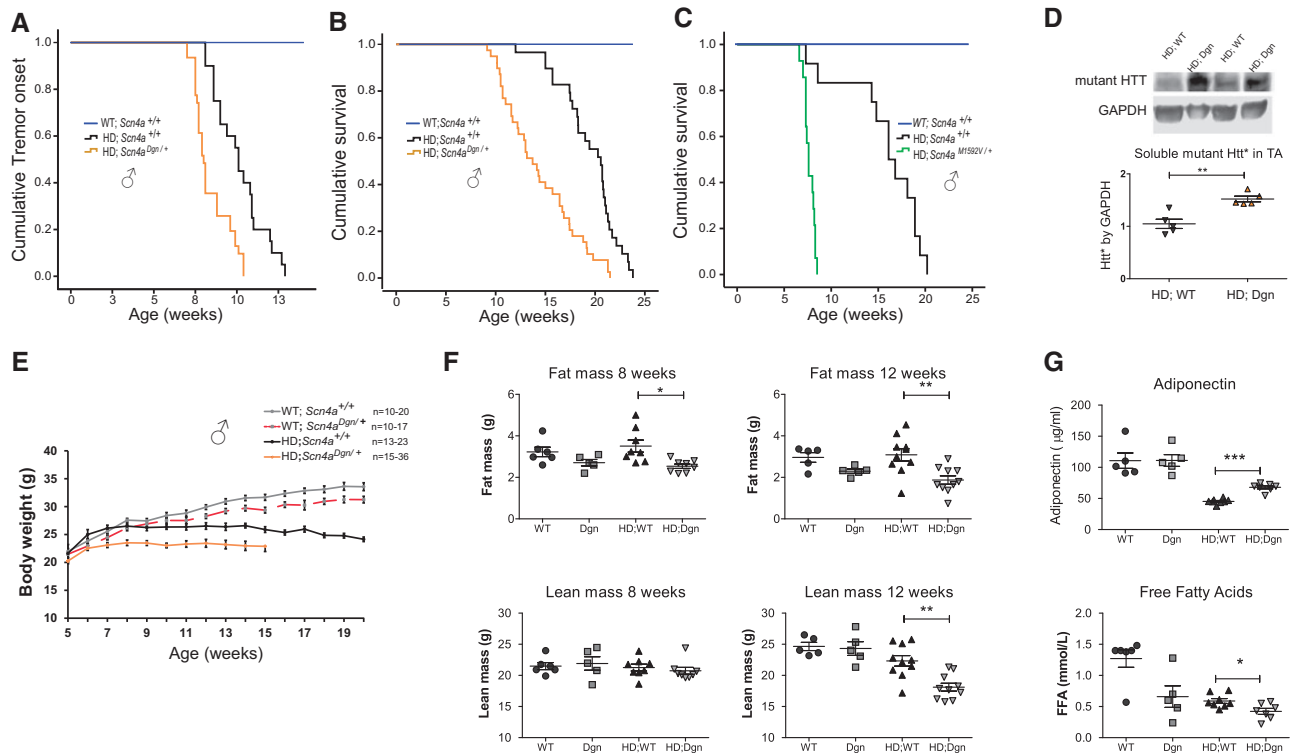 A
Cumulative Tremor onset
1.0
0.8
0.6
0.4
0.2
0.0
WT; Scn4a +/+
HD; Scn4a +/+
HD; Scn4a Dgn/+
♂
0 3 5 8 10 13
Age (weeks)
B
Cumulative survival
1.0
0.8
0.6
0.4
0.2
0.0
WT; Scn4a +/+
HD; Scn4a +/+
HD; Scn4a Dgn/+
♂
0 5 10 15 20 25
Age (weeks)
C
Cumulative survival
1.0
0.8
0.6
0.4
0.2
0.0
WT; Scn4a +/+
HD; Scn4a +/+
HD; Scn4a M1592V/+
♂
0 5 10 15 20 25
Age (weeks)
D
HD; WT HD; Dgn HD; WT HD; Dgn
mutant HTT
GAPDH
Soluble mutant Htt* in TA
**
Htt* by GAPDH
2
1
0
HD; WT HD; Dgn
E
♂
WT; Scn4a+/+ n=10-20
WT; Scn4aDgn/+ n=10-17
HD;Scn4a+/+ n=13-23
HD;Scn4aDgn/+ n=15-36
Body weight (g)
40
35
30
25
20
15
10
5 7 9 11 13 15 17 19
Age (weeks)
F
Fat mass 8 weeks
*
Fat mass (g)
6
4
2
0
WT Dgn HD;WT HD;Dgn
Fat mass 12 weeks
**
Fat mass (g)
6
4
2
0
WT Dgn HD;WT HD;Dgn
Lean mass 8 weeks
Lean mass (g)
30
25
20
15
10
WT Dgn HD;WT HD;Dgn
Lean mass 12 weeks
**
Lean mass (g)
30
25
20
15
10
WT Dgn HD;WT HD;Dgn
G
Adiponectin
***
Adiponectin ( µg/ml)
200
150
100
50
0
WT Dgn HD;WT HD;Dgn
Free Fatty Acids
*
FFA (mmol/L)
2.0
1.5
1.0
0.5
0.0
WT Dgn HD;WT HD;Dgn